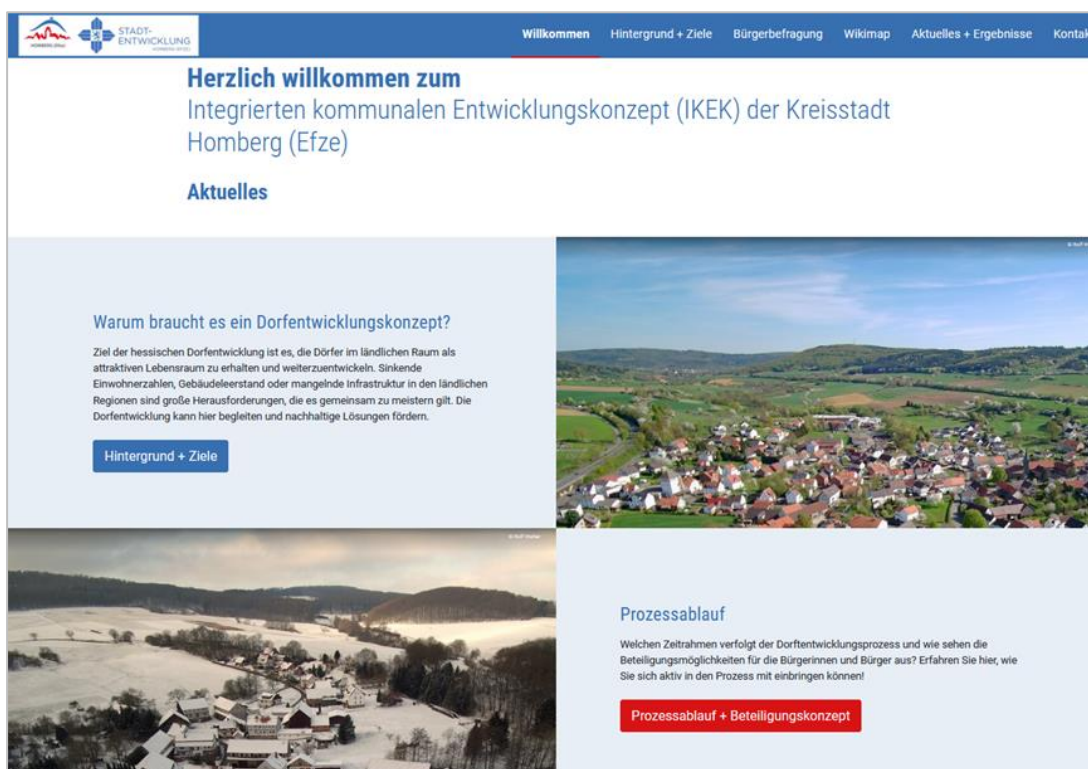 HOMBERG (Efze)
STADT-
ENTWICKLUNG
HOMBERG (EFZE)
Willkommen Hintergrund + Ziele Bürgerbefragung Wikimap Aktuelles + Ergebnisse Kontak
Herzlich willkommen zum
Integrierten kommunalen Entwicklungskonzept (IKEK) der Kreisstadt
Homberg (Efze)
Aktuelles
Warum braucht es ein Dorfentwicklungskonzept?
Ziel der hessischen Dorfentwicklung ist es, die Dörfer im ländlichen Raum als
attraktiven Lebensraum zu erhalten und weiterzuentwickeln. Sinkende
Einwohnerzahlen, Gebäudeleerstand oder mangelnde Infrastruktur in den ländlichen
Regionen sind große Herausforderungen, die es gemeinsam zu meistern gilt. Die
Dorfentwicklung kann hier begleiten und nachhaltige Lösungen fördern.
Hintergrund + Ziele
Prozessablauf
Welchen Zeitrahmen verfolgt der Dorftentwicklungsprozess und wie sehen die
Beteiligungsmöglichkeiten für die Bürgerinnen und Bürger aus? Erfahren Sie hier, wie
Sie sich aktiv in den Prozess mit einbringen können!
Prozessablauf + Beteiligungskonzept